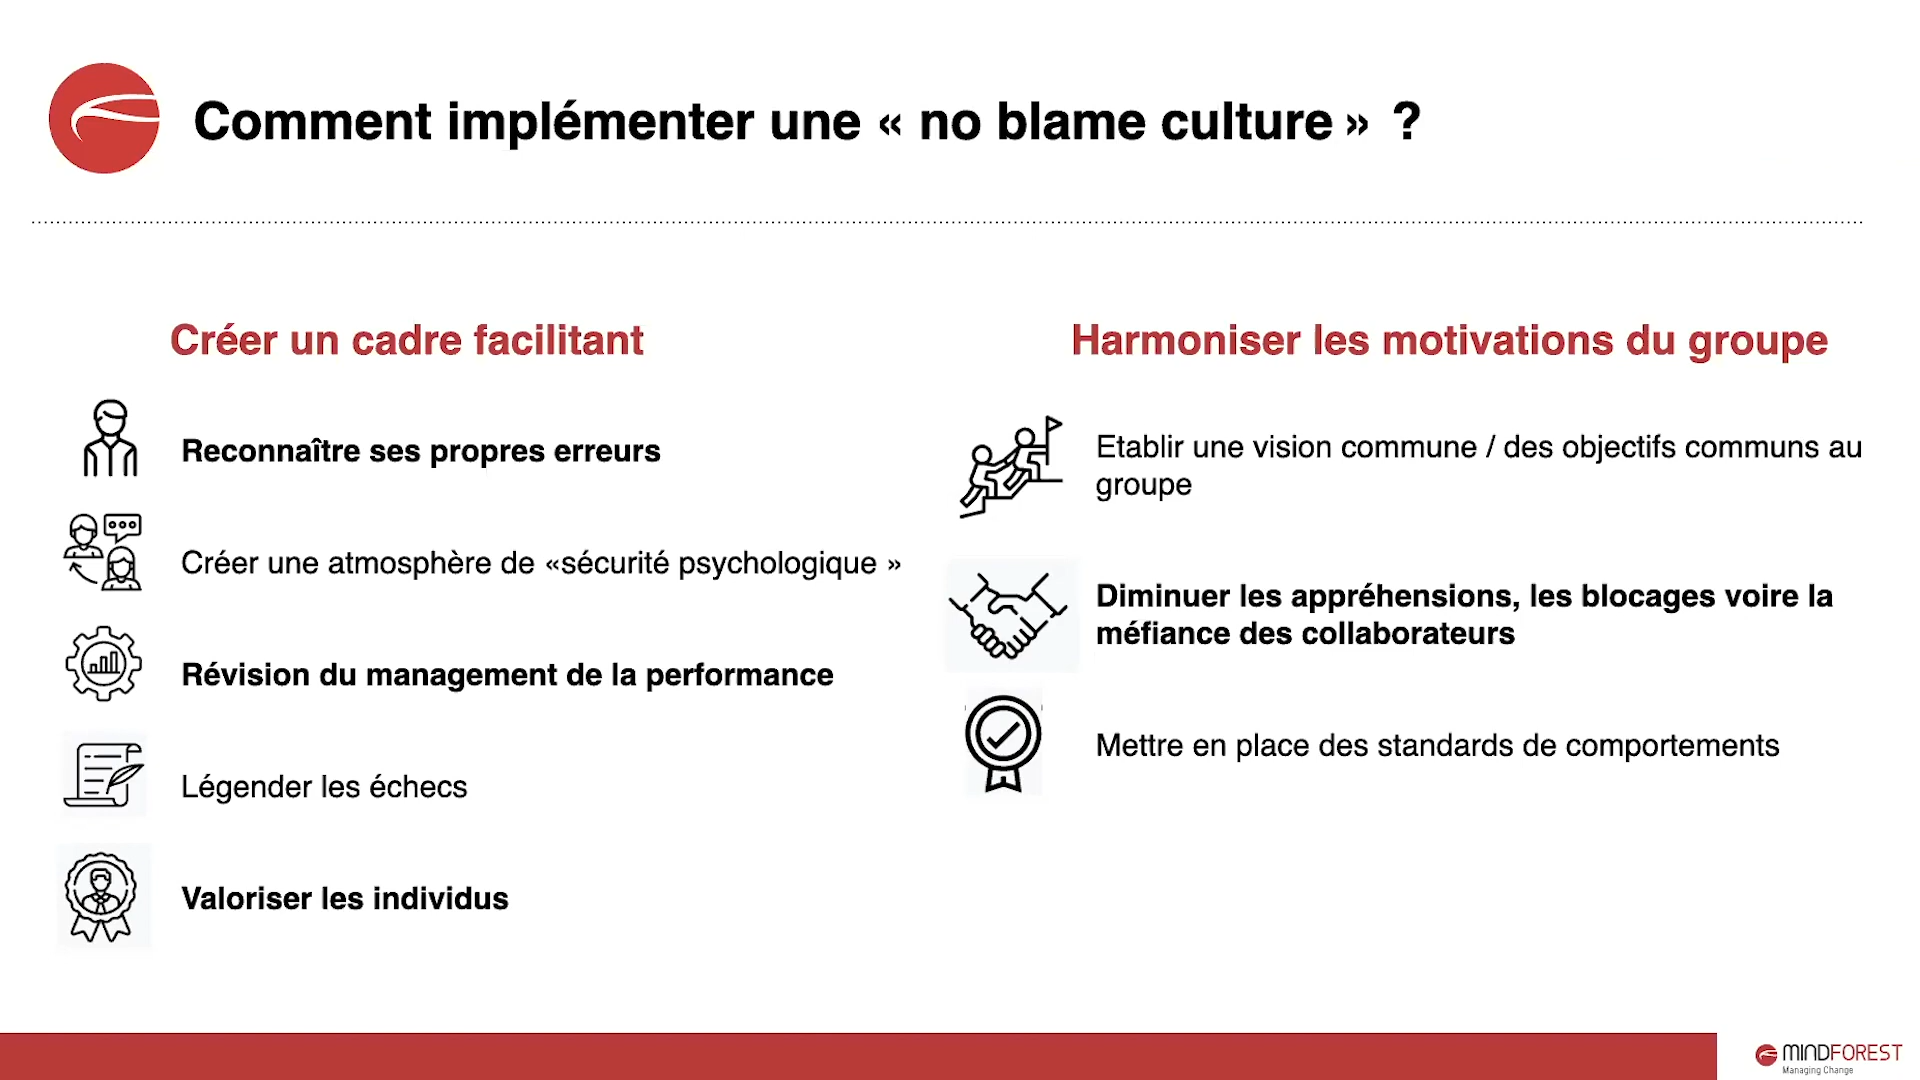 Comment implémenter une « no blame culture » ?
Créer un cadre facilitant
Reconnaître ses propres erreurs
Créer une atmosphère de «sécurité psychologique »
Révision du management de la performance
Légender les échecs
Valoriser les individus
Harmoniser les motivations du groupe
Etablir une vision commune / des objectifs communs au
groupe
Diminuer les appréhensions, les blocages voire la
méfiance des collaborateurs
Mettre en place des standards de comportements
MINDFOREST
Managing Change